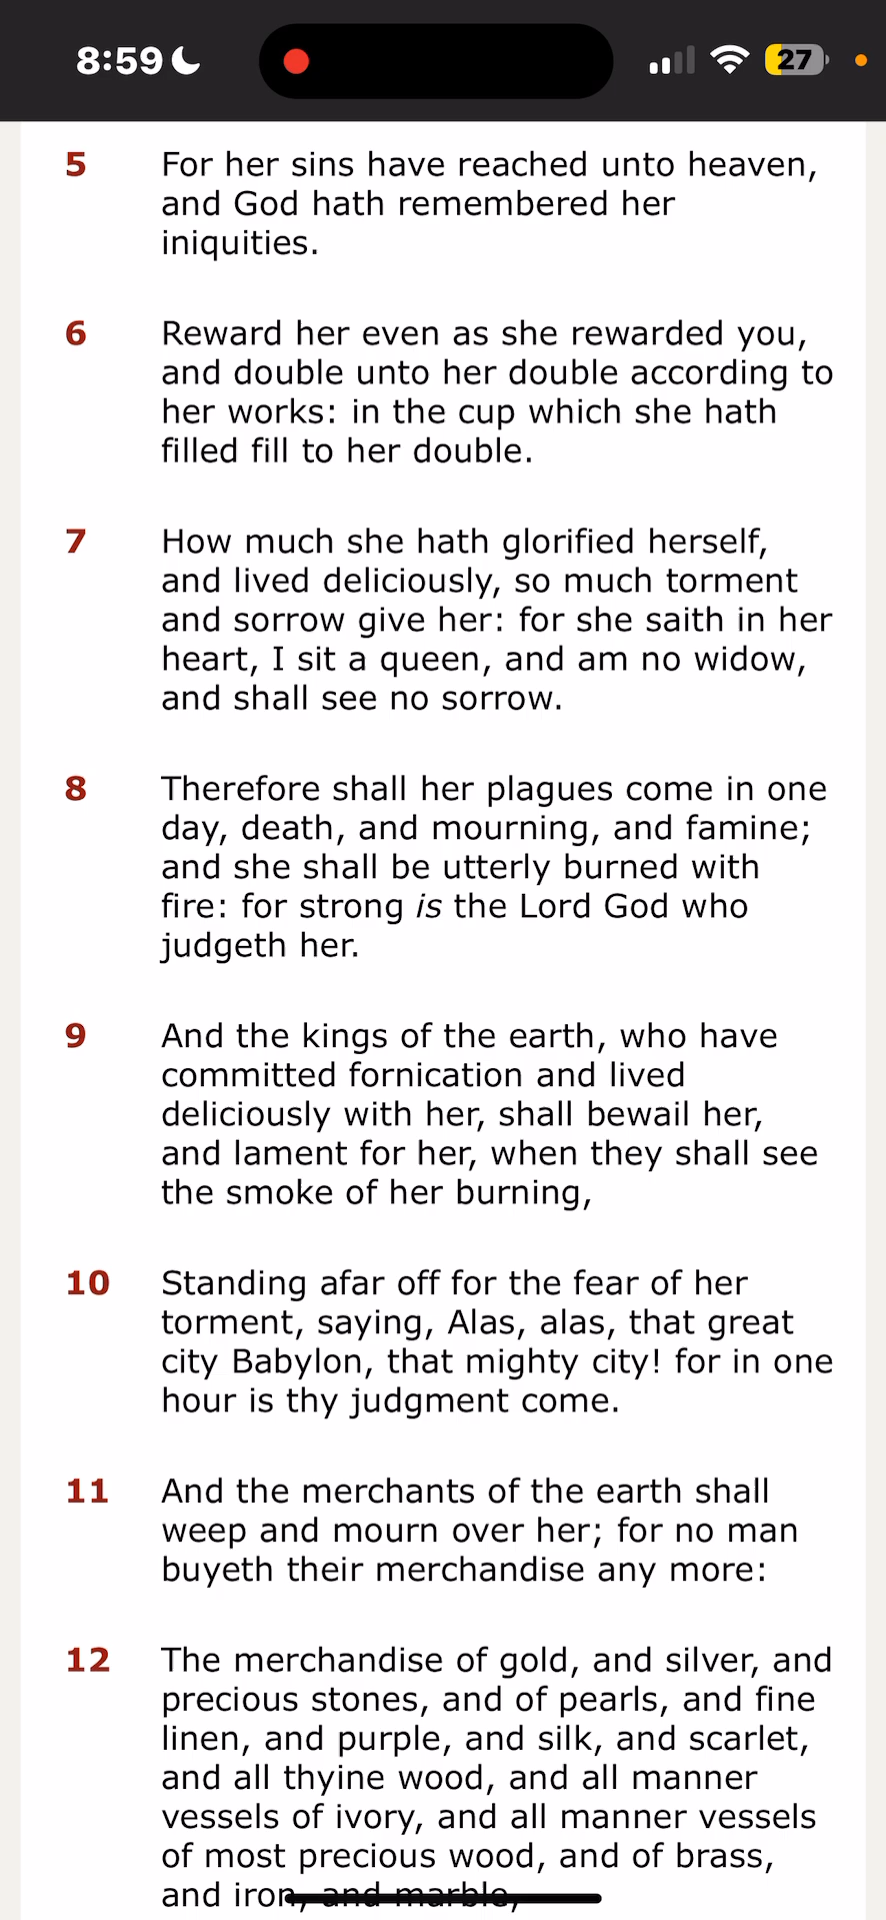 8:59
27
5 For her sins have reached unto heaven,
and God hath remembered her
iniquities.
6 Reward her even as she rewarded you,
and double unto her double according to
her works: in the cup which she hath
filled fill to her double.
7 How much she hath glorified herself,
and lived deliciously, so much torment
and sorrow give her: for she saith in her
heart, I sit a queen, and am no widow,
and shall see no sorrow.
8 Therefore shall her plagues come in one
day, death, and mourning, and famine;
and she shall be utterly burned with
fire: for strong is the Lord God who
judgeth her.
9 And the kings of the earth, who have
committed fornication and lived
deliciously with her, shall bewail her,
and lament for her, when they shall see
the smoke of her burning,
10 Standing afar off for the fear of her
torment, saying, Alas, alas, that great
city Babylon, that mighty city! for in one
hour is thy judgment come.
11 And the merchants of the earth shall
weep and mourn over her; for no man
buyeth their merchandise any more:
12 The merchandise of gold, and silver, and
precious stones, and of pearls, and fine
linen, and purple, and silk, and scarlet,
and all thyine wood, and all manner
vessels of ivory, and all manner vessels
of most precious wood, and of brass,
and iron, and marble,